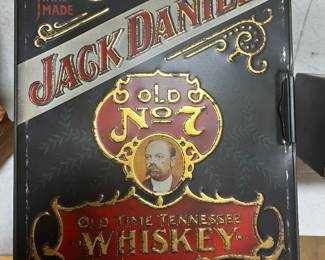 MADE
JACK DANIEL
OLD
No 7
OLD TIME TENNESSEE
WHISKEY